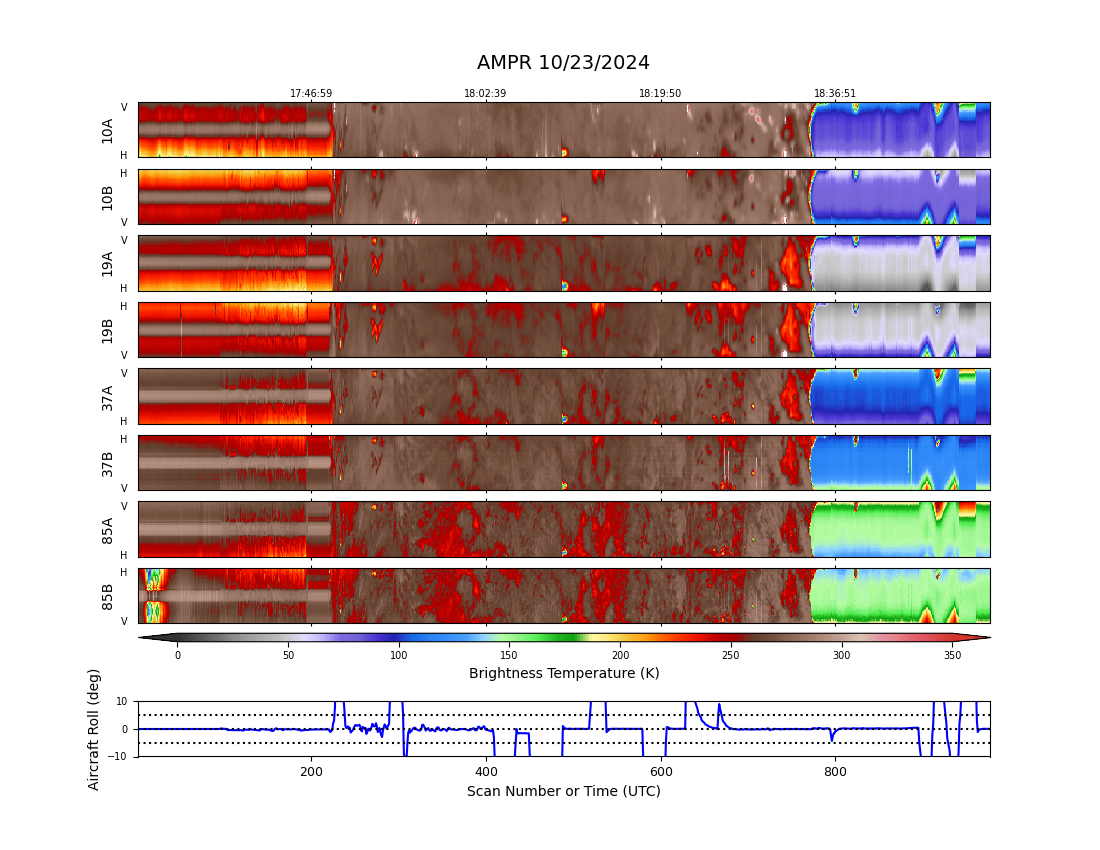 AMPR 10/23/2024
17:46:59 18:02:39 18:19:50 18:36:51
V
10A
H
H
10B
V
V
19A
H
H
19B
V
V
37A
H
H
37B
V
V
85A
H
H
85B
V
0 50 100 150 200 250 300 350
Brightness Temperature (K)
Aircraft Roll (deg)
10
0
−10
200 400 600 800
Scan Number or Time (UTC)